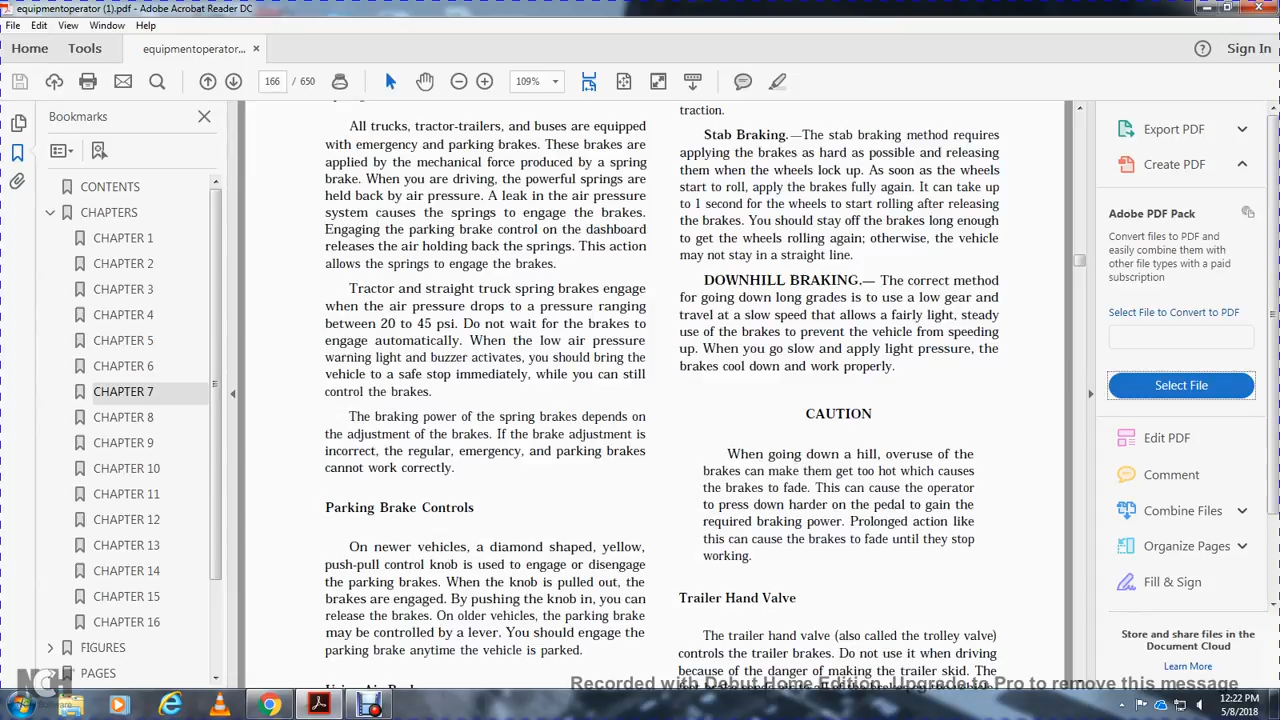 equipmentoperator (1).pdf - Adobe Acrobat Reader DC
File Edit View Window Help
Home Tools equipmentoperator... × Sign In
166 / 650 109%
Bookmarks
CONTENTS
CHAPTERS
CHAPTER 1
CHAPTER 2
CHAPTER 3
CHAPTER 4
CHAPTER 5
CHAPTER 6
CHAPTER 7
CHAPTER 8
CHAPTER 9
CHAPTER 10
CHAPTER 11
CHAPTER 12
CHAPTER 13
CHAPTER 14
CHAPTER 15
CHAPTER 16
FIGURES
PAGES
All trucks, tractor-trailers, and buses are equipped
with emergency and parking brakes. These brakes are
applied by the mechanical force produced by a spring
brake. When you are driving, the powerful springs are
held back by air pressure. A leak in the air pressure
system causes the springs to engage the brakes.
Engaging the parking brake control on the dashboard
releases the air holding back the springs. This action
allows the springs to engage the brakes.
Tractor and straight truck spring brakes engage
when the air pressure drops to a pressure ranging
between 20 to 45 psi. Do not wait for the brakes to
engage automatically. When the low air pressure
warning light and buzzer activates, you should bring the
vehicle to a safe stop immediately, while you can still
control the brakes.
The braking power of the spring brakes depends on
the adjustment of the brakes. If the brake adjustment is
incorrect, the regular, emergency, and parking brakes
cannot work correctly.
Parking Brake Controls
On newer vehicles, a diamond shaped, yellow,
push-pull control knob is used to engage or disengage
the parking brakes. When the knob is pulled out, the
brakes are engaged. By pushing the knob in, you can
release the brakes. On older vehicles, the parking brake
may be controlled by a lever. You should engage the
parking brake anytime the vehicle is parked.
traction.
Stab Braking.—The stab braking method requires
applying the brakes as hard as possible and releasing
them when the wheels lock up. As soon as the wheels
start to roll, apply the brakes fully again. It can take up
to 1 second for the wheels to start rolling after releasing
the brakes. You should stay off the brakes long enough
to get the wheels rolling again; otherwise, the vehicle
may not stay in a straight line.
DOWNHILL BRAKING.— The correct method
for going down long grades is to use a low gear and
travel at a slow speed that allows a fairly light, steady
use of the brakes to prevent the vehicle from speeding
up. When you go slow and apply light pressure, the
brakes cool down and work properly.
CAUTION
When going down a hill, overuse of the
brakes can make them get too hot which causes
the brakes to fade. This can cause the operator
to press down harder on the pedal to gain the
required braking power. Prolonged action like
this can cause the brakes to fade until they stop
working.
Trailer Hand Valve
The trailer hand valve (also called the trolley valve)
controls the trailer brakes. Do not use it when driving
because of the danger of making the trailer skid. The
Export PDF
Create PDF
Adobe PDF Pack
Convert files to PDF and
easily combine them with
other file types with a paid
subscription
Select File to Convert to PDF
Select File
Edit PDF
Comment
Combine Files
Organize Pages
Fill & Sign
Store and share files in the
Document Cloud
Learn More
Recorded with Debut Home Edition. Upgrade to Pro to remove this message
NCH
Software
12:22 PM
5/8/2018